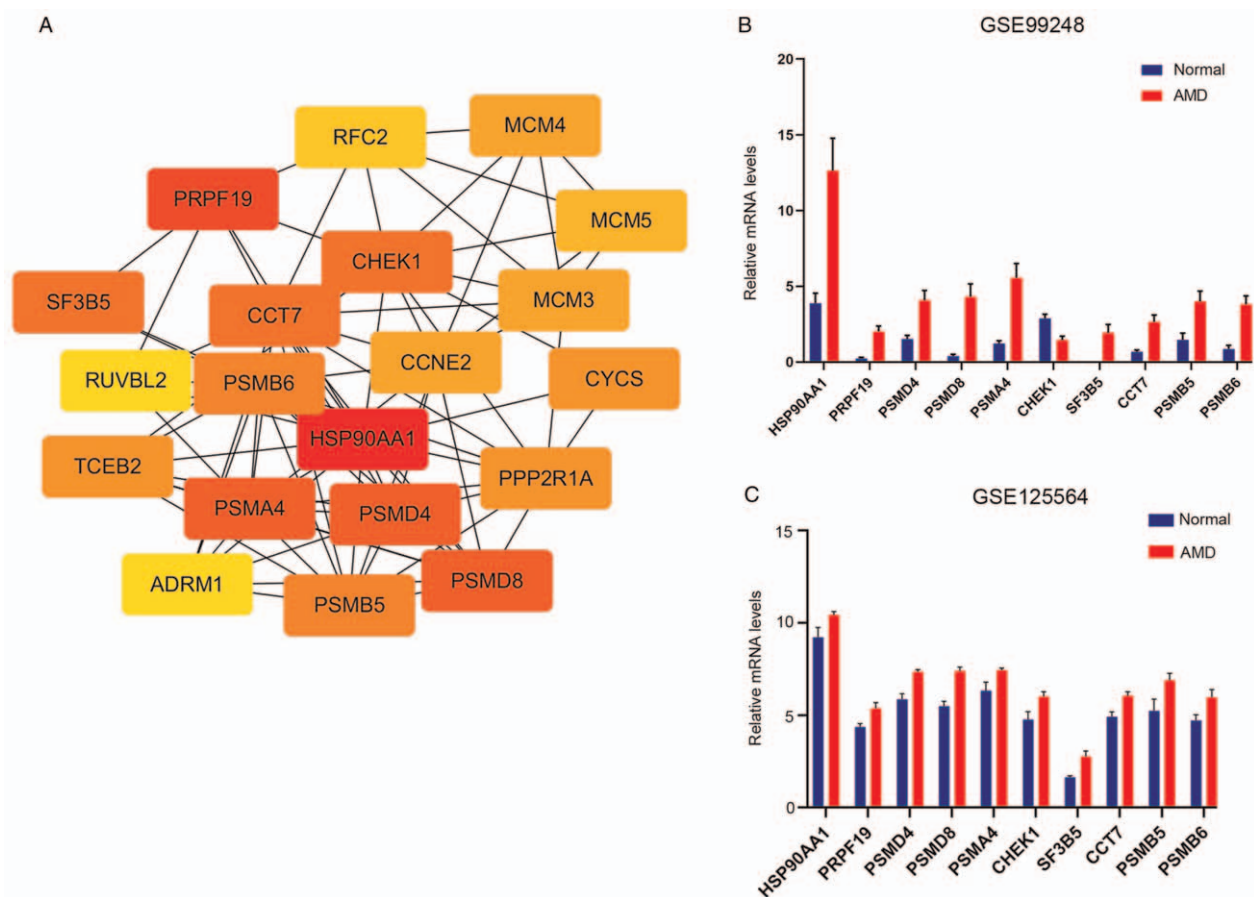 A
RFC2
MCM4
PRPF19
MCM5
CHEK1
SF3B5
CCT7
MCM3
RUVBL2
PSMB6
CCNE2
CYCS
HSP90AA1
TCEB2
PPP2R1A
PSMA4
PSMD4
ADRM1
PSMB5
PSMD8
B
GSE99248
Normal
AMD
Relative mRNA levels
20
15
10
5
0
HSP90AA1
PRPF19
PSMD4
PSMD8
PSMA4
CHEK1
SF3B5
CCT7
PSMB5
PSMB6
C
GSE125564
Normal
AMD
Relative mRNA levels
15
10
5
0
HSP90AA1
PRPF19
PSMD4
PSMD8
PSMA4
CHEK1
SF3B5
CCT7
PSMB5
PSMB6